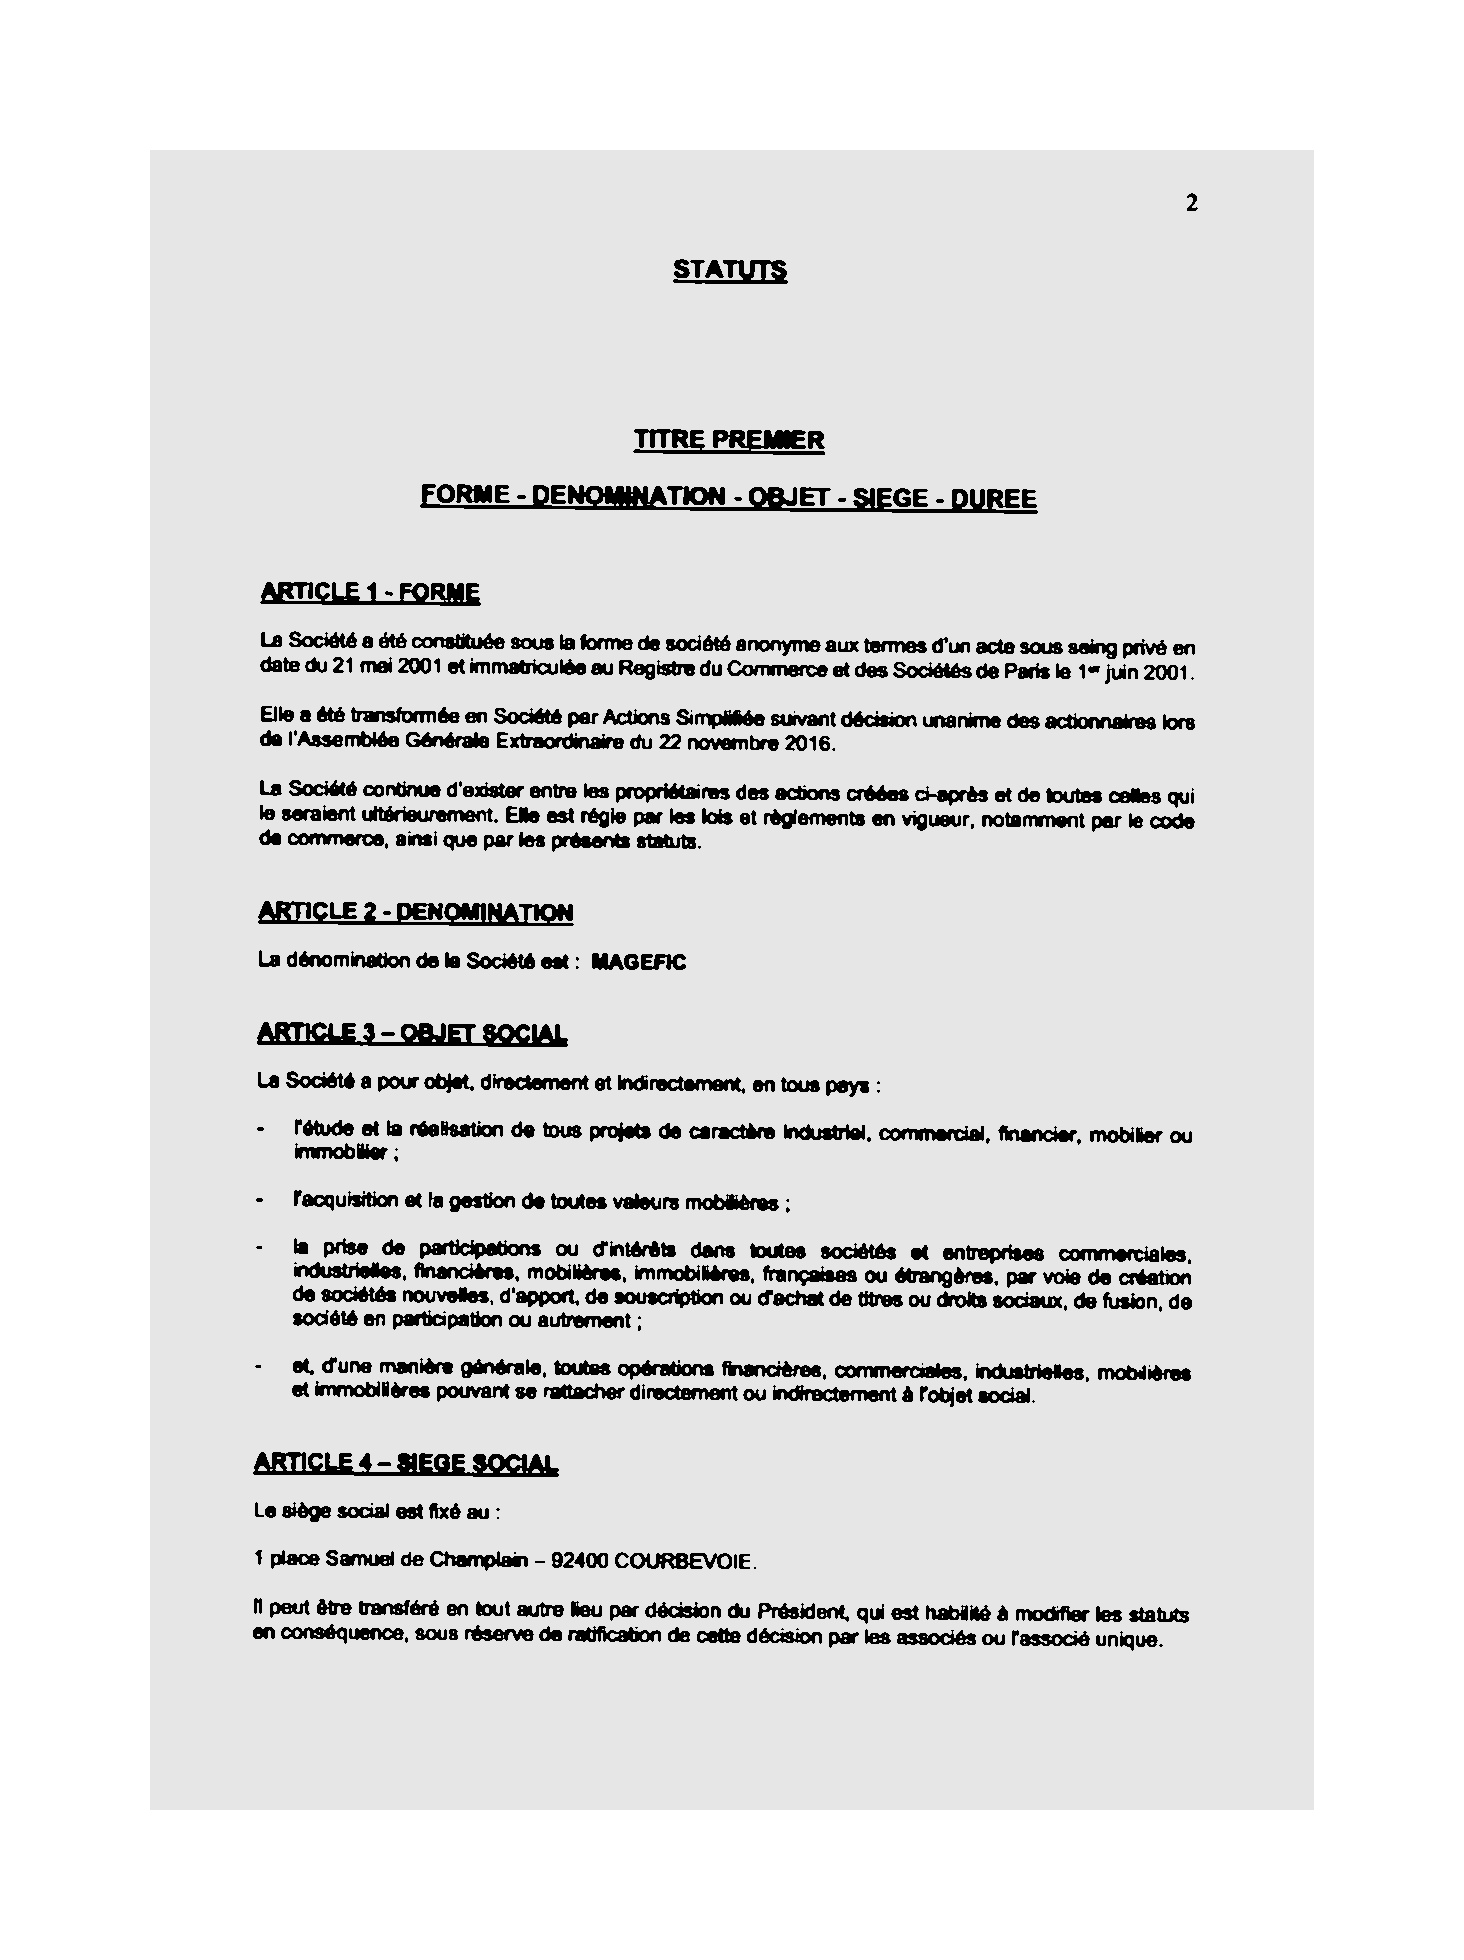 2
STATUTS
TITRE PREMIER
FORME - DENOMINATION - OBJET - SIEGE - DUREE
ARTICLE 1 - FORME
La Société a été constituée sous la forme de société anonyme aux termes d'un acte sous seing privé en
date du 21 mai 2001 et immatriculée au Registre du Commerce et des Sociétés de Paris le 1er juin 2001.
Elle a été transformée en Société par Actions Simplifiée suivant décision unanime des actionnaires lors
de l'Assemblée Générale Extraordinaire du 22 novembre 2016.
La Société continue d'exister entre les propriétaires des actions créées ci-après et de toutes celles qui
le seraient ultérieurement. Elle est régie par les lois et règlements en vigueur, notamment par le code
de commerce, ainsi que par les présents statuts.
ARTICLE 2 - DENOMINATION
La dénomination de la Société est : MAGEFIC
ARTICLE 3 – OBJET SOCIAL
La Société a pour objet, directement et indirectement, en tous pays :
- l'étude et la réalisation de tous projets de caractère industriel, commercial, financier, mobilier ou
immobilier ;
- l'acquisition et la gestion de toutes valeurs mobilières ;
- la prise de participations ou d'intérêts dans toutes sociétés et entreprises commerciales,
industrielles, financières, mobilières, immobilières, françaises ou étrangères, par voie de création
de sociétés nouvelles, d'apport, de souscription ou d'achat de titres ou droits sociaux, de fusion, de
société en participation ou autrement ;
- et, d'une manière générale, toutes opérations financières, commerciales, industrielles, mobilières
et immobilières pouvant se rattacher directement ou indirectement à l'objet social.
ARTICLE 4 – SIEGE SOCIAL
Le siège social est fixé au :
1 place Samuel de Champlain – 92400 COURBEVOIE.
Il peut être transféré en tout autre lieu par décision du Président, qui est habilité à modifier les statuts
en conséquence, sous réserve de ratification de cette décision par les associés ou l'associé unique.